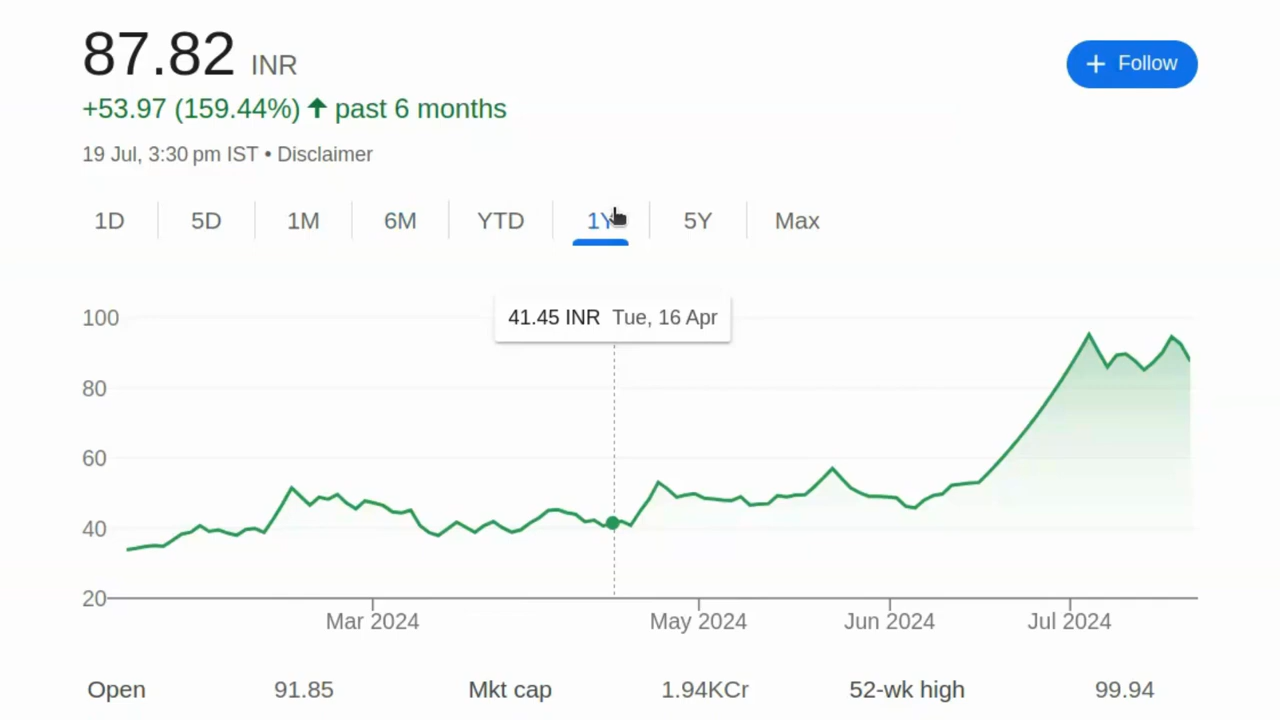 87.82 INR
+ Follow
+53.97 (159.44%) ↑ past 6 months
19 Jul, 3:30 pm IST • Disclaimer
1D 5D 1M 6M YTD 1Y 5Y Max
41.45 INR Tue, 16 Apr
100
80
60
40
20
Mar 2024 May 2024 Jun 2024 Jul 2024
Open 91.85 Mkt cap 1.94KCr 52-wk high 99.94